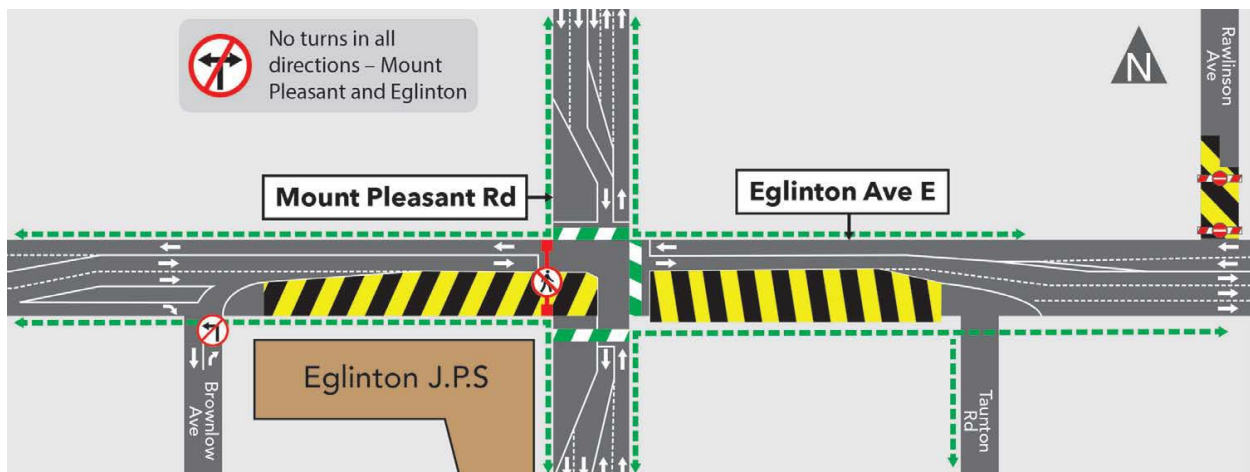 No turns in all
directions – Mount
Pleasant and Eglinton
N
Rawlinson
Ave
Mount Pleasant Rd
Eglinton Ave E
Eglinton J.P.S
Brownlow
Ave
Taunton
Rd